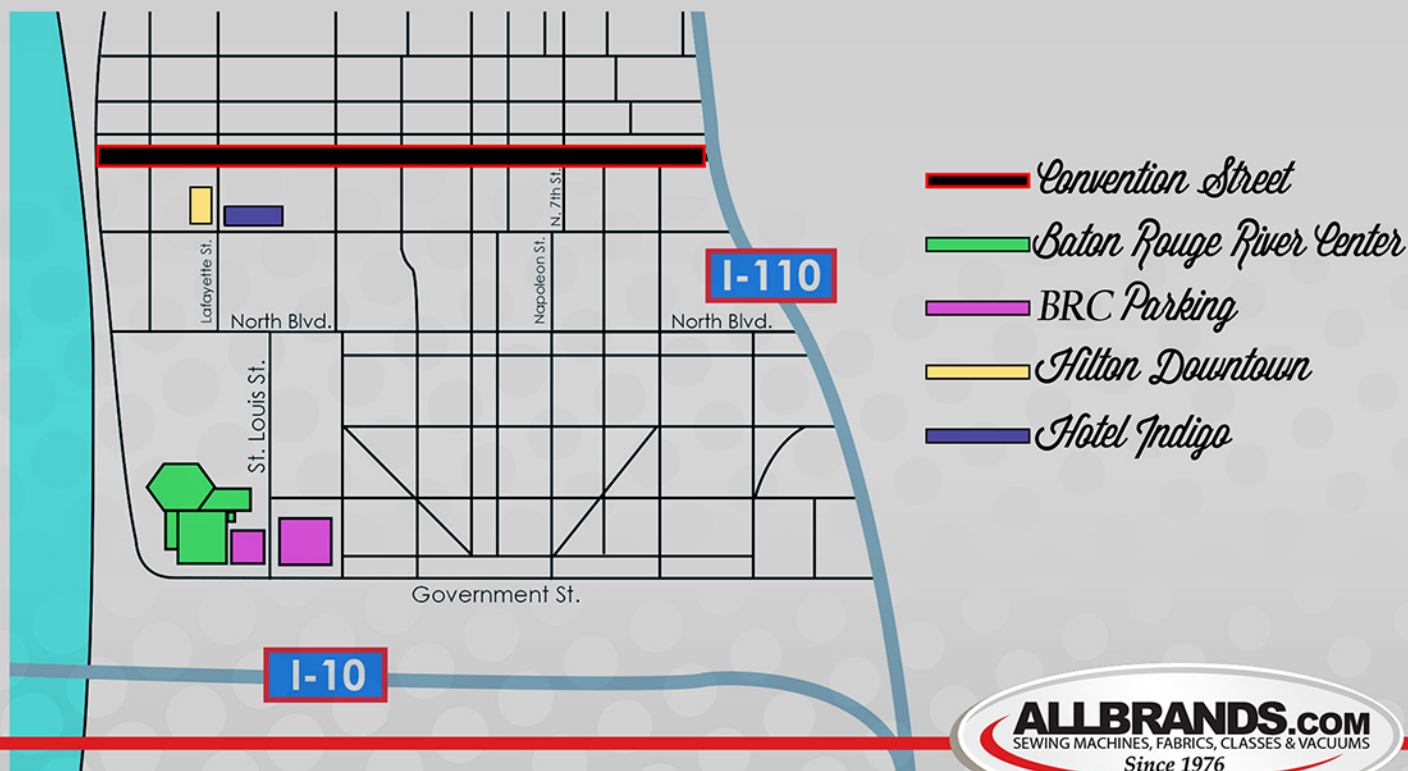 N. 7th St.
Lafayette St.
Napoleon St.
I-110
North Blvd.
North Blvd.
St. Louis St.
Government St.
I-10
Convention Street
Baton Rouge River Center
BRC Parking
Hilton Downtown
Hotel Indigo
ALLBRANDS.COM
SEWING MACHINES, FABRICS, CLASSES & VACUUMS
Since 1976